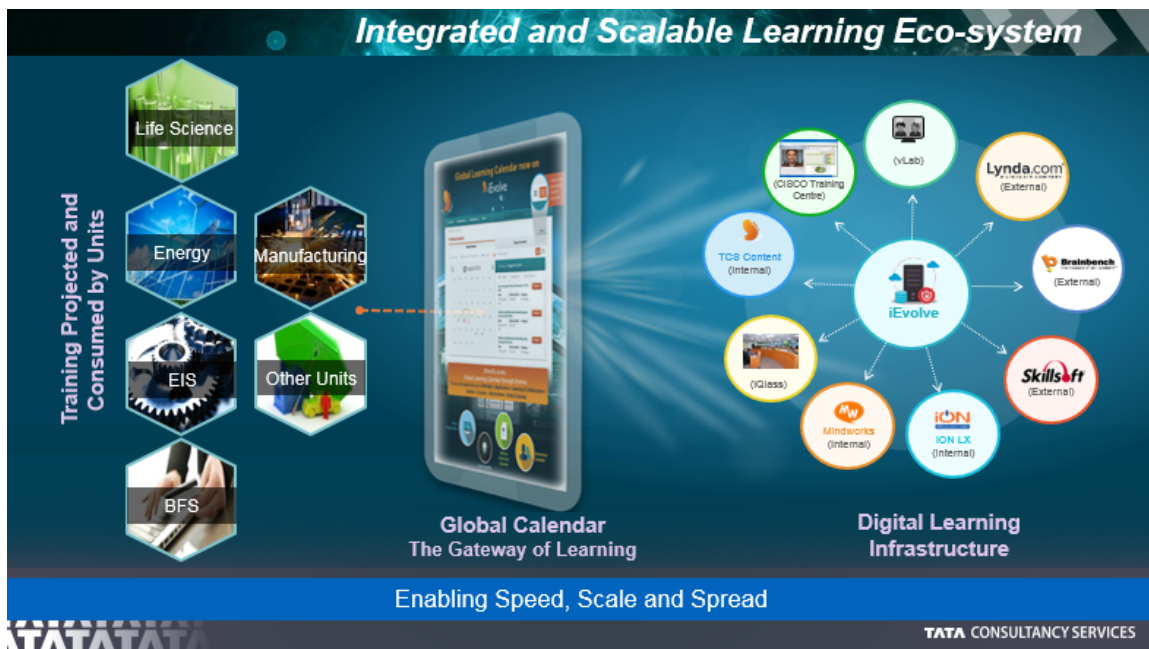 Integrated and Scalable Learning Eco-system
Training Projected and
Consumed by Units
Life Science
Energy
Manufacturing
EIS
Other Units
BFS
Global Learning Calendar now on
iEvolve
Global Calendar
The Gateway of Learning
(vLab)
(CISCO Training
Centre)
Lynda.com
(External)
TCS Content
(Internal)
Brainbench
(External)
iEvolve
(iQlass)
Skillsoft
(External)
MW
Mindworks
(Internal)
iON
ION LX
(Internal)
Digital Learning
Infrastructure
Enabling Speed, Scale and Spread
TATA CONSULTANCY SERVICES